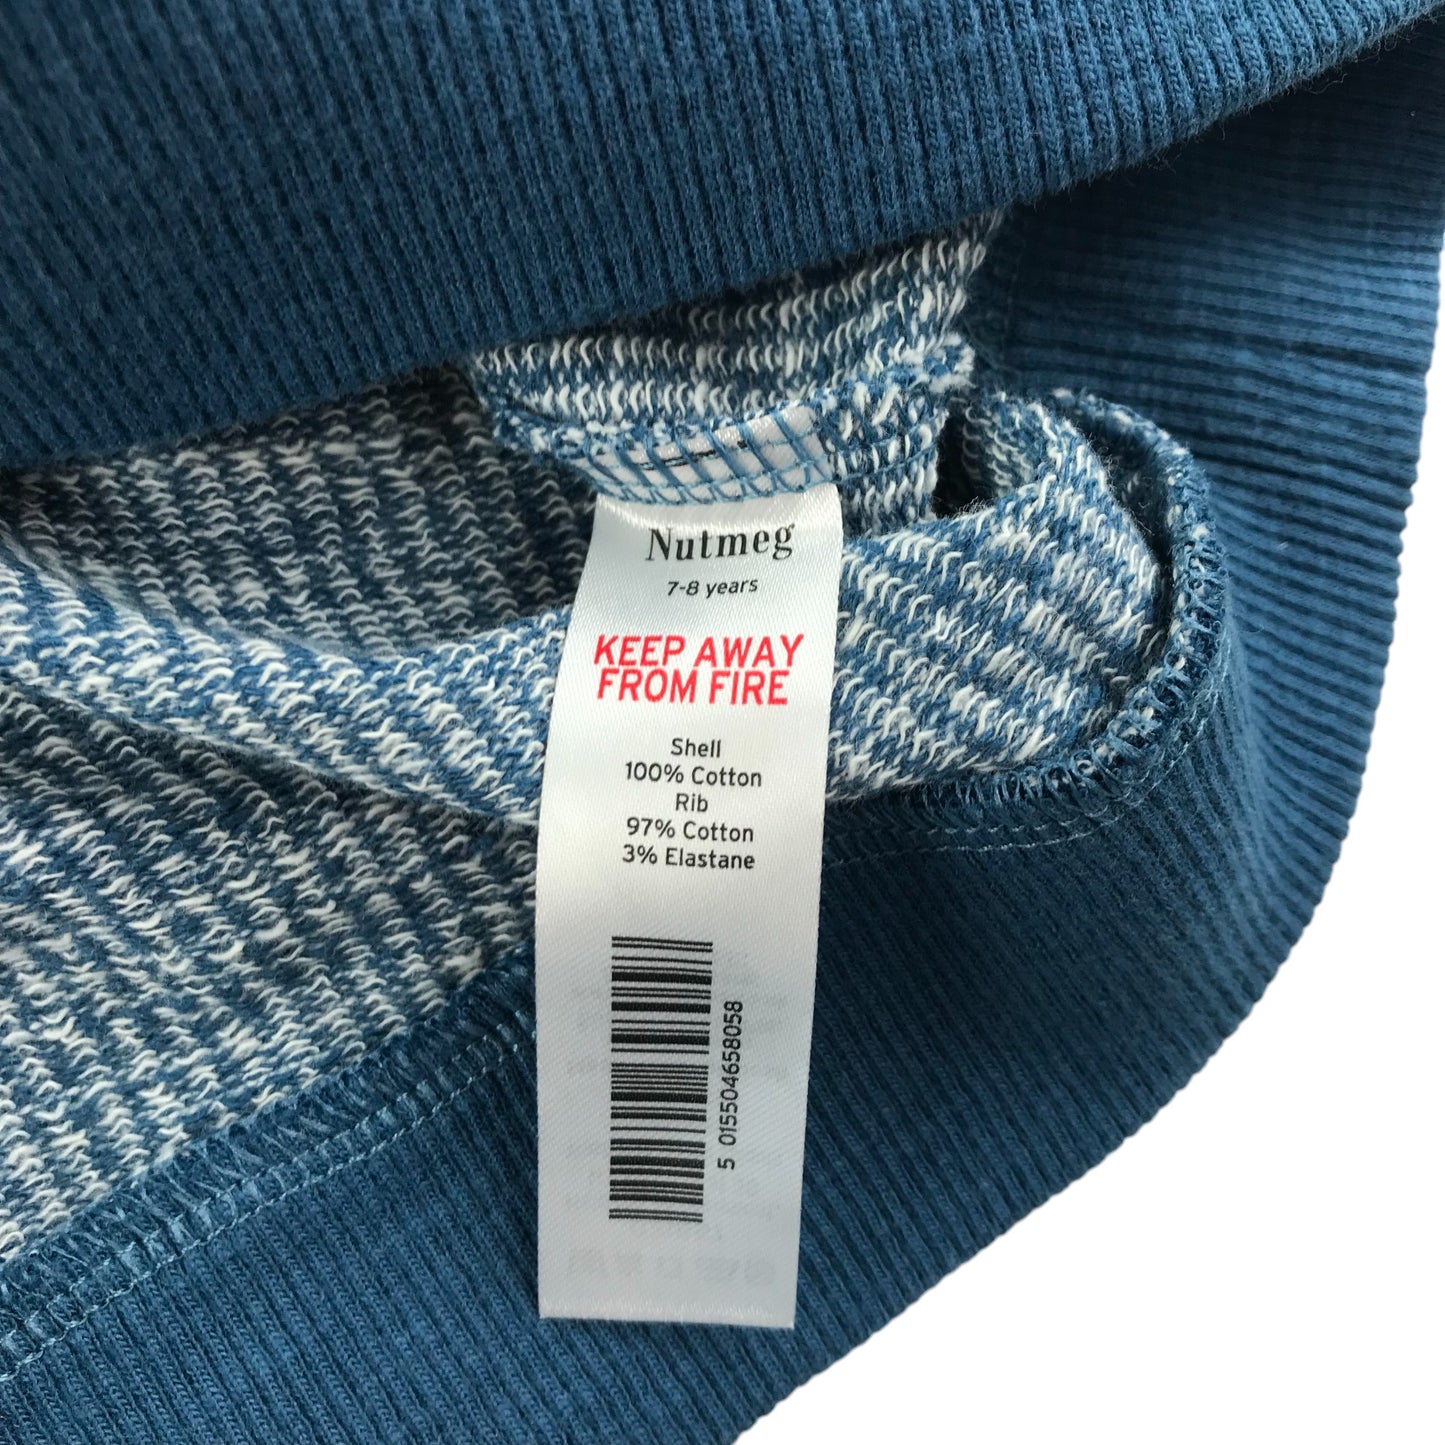 Nutmeg
7-8 years
KEEP AWAY
FROM FIRE
Shell
100% Cotton
Rib
97% Cotton
3% Elastane
5 015504658058